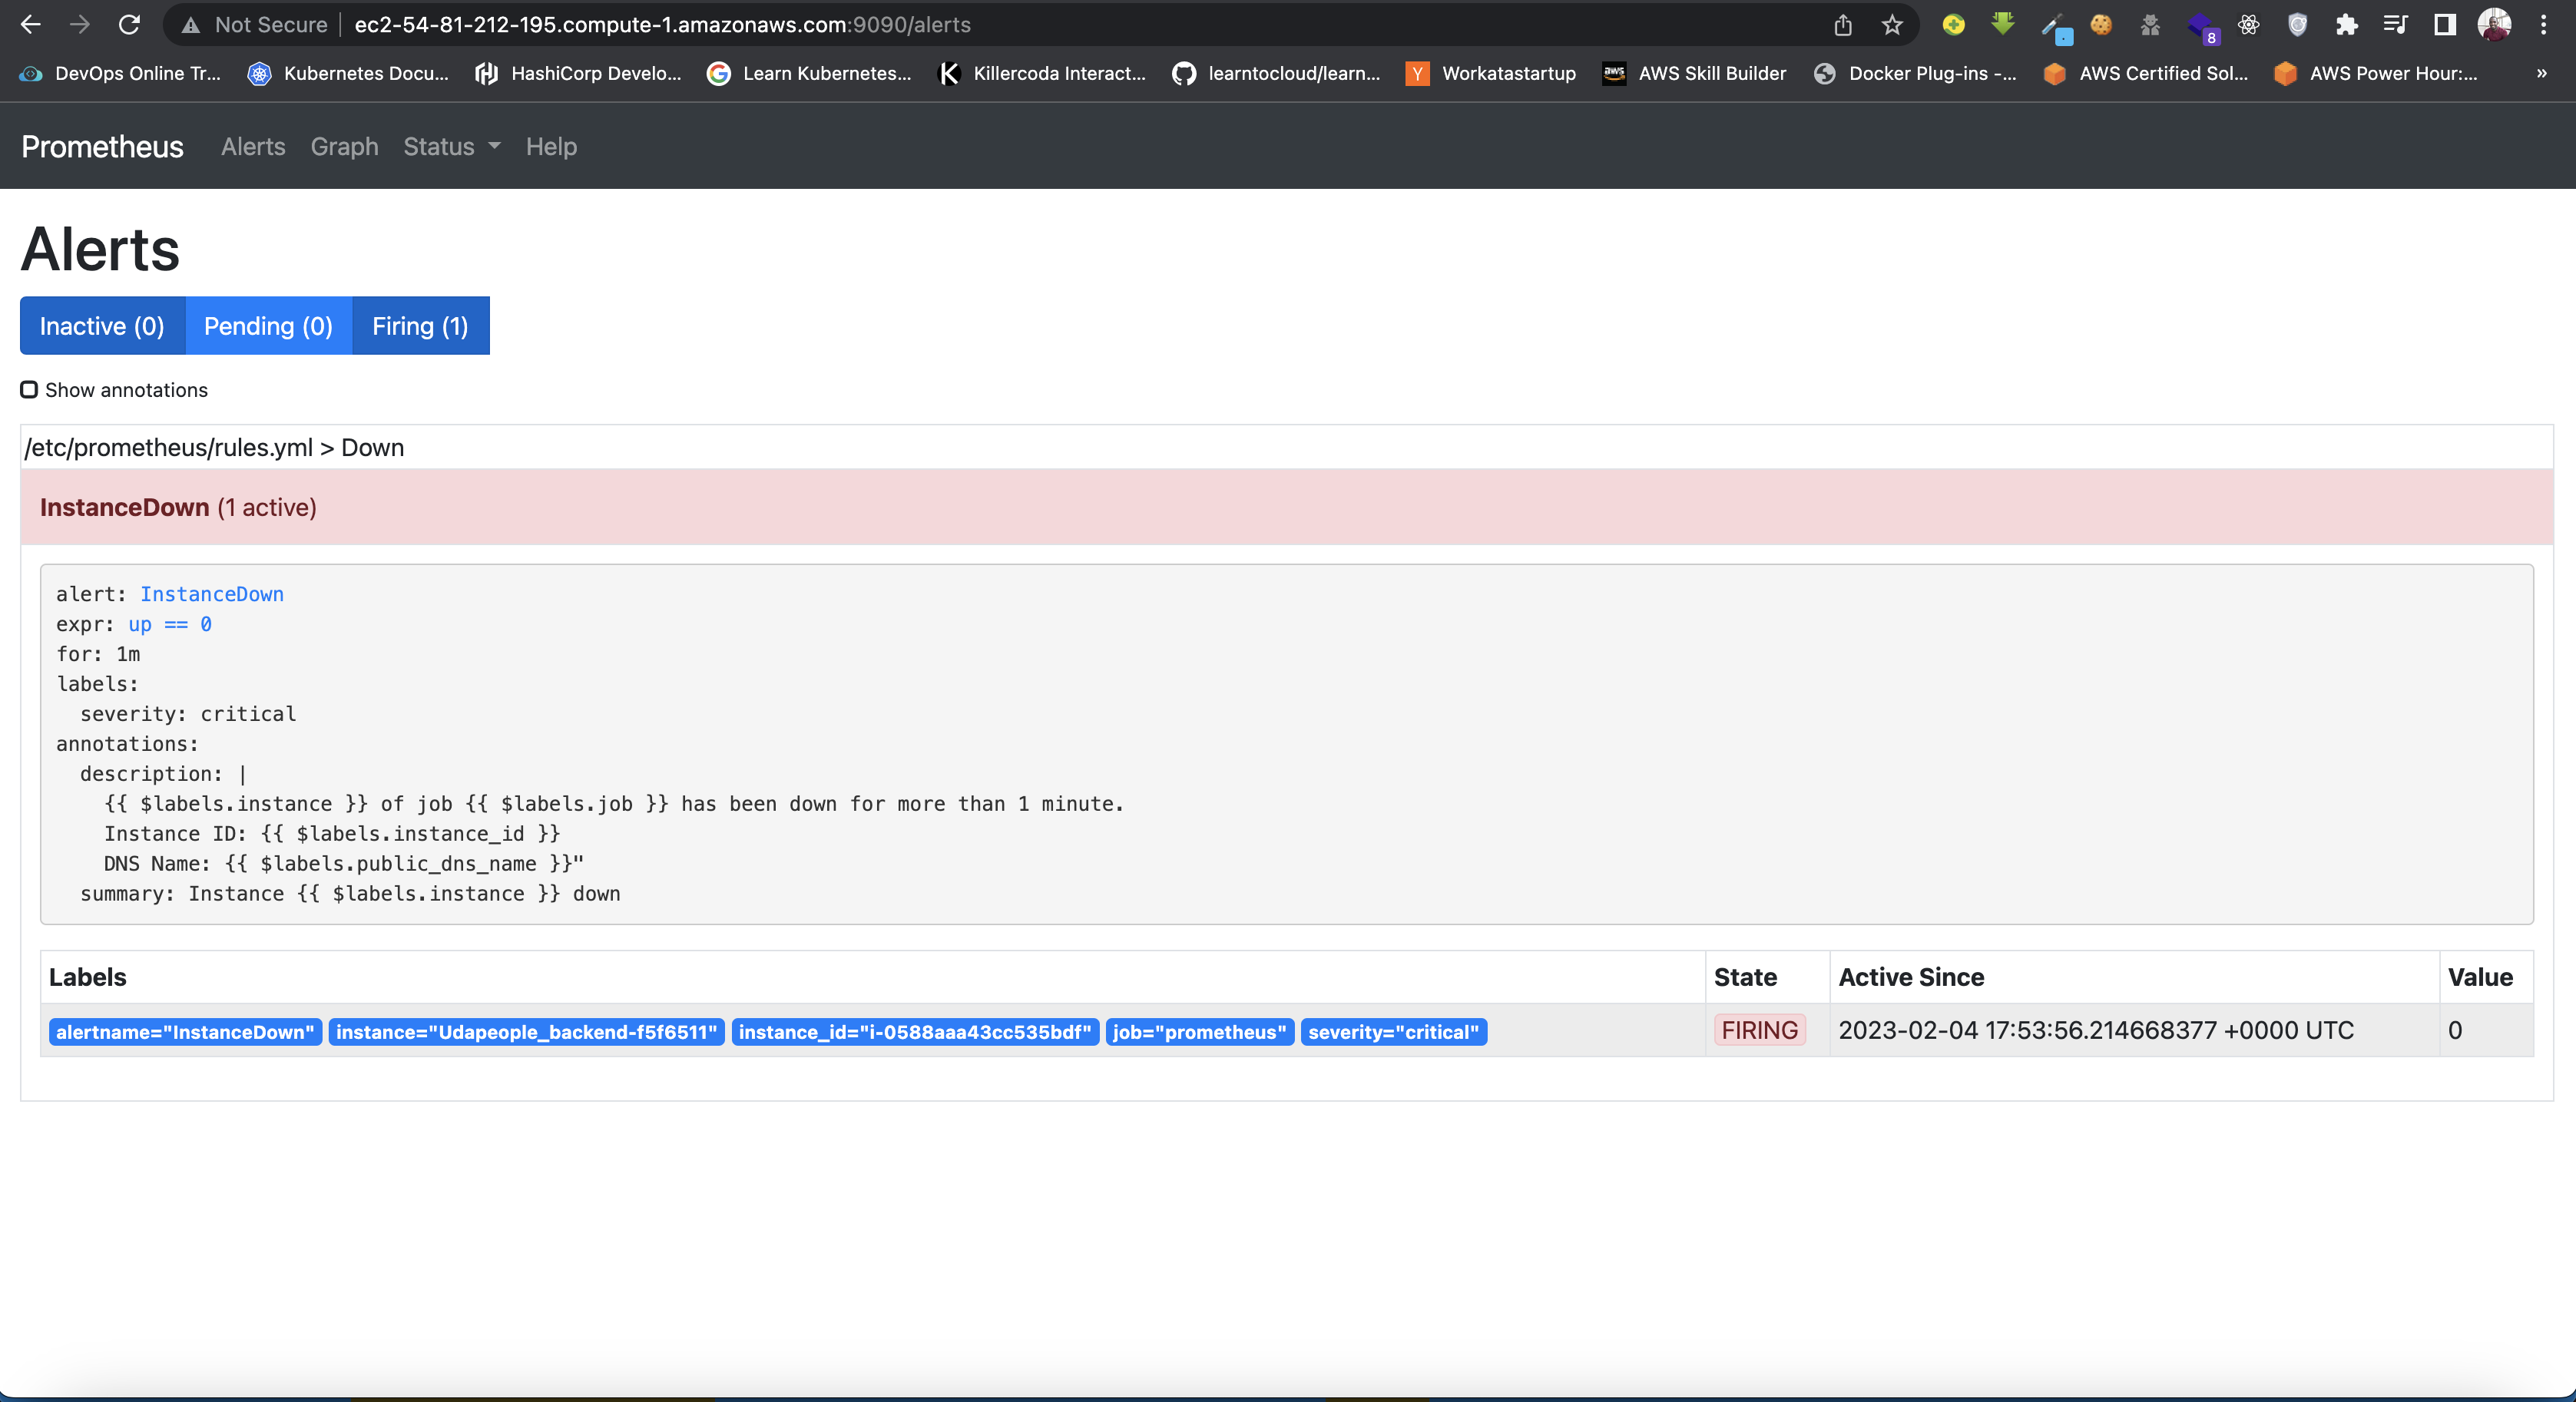 Not Secure | ec2-54-81-212-195.compute-1.amazonaws.com:9090/alerts
8
DevOps Online Tr... Kubernetes Docu... HashiCorp Develo... Learn Kubernetes... Killercoda Interact... learntocloud/learn... Y Workatastartup aws AWS Skill Builder Docker Plug-ins -... AWS Certified Sol... AWS Power Hour:... »
Prometheus Alerts Graph Status Help
Alerts
Inactive (0) Pending (0) Firing (1)
Show annotations
/etc/prometheus/rules.yml > Down
InstanceDown (1 active)
alert: InstanceDown
expr: up == 0
for: 1m
labels:
  severity: critical
annotations:
  description: |
    {{ $labels.instance }} of job {{ $labels.job }} has been down for more than 1 minute.
    Instance ID: {{ $labels.instance_id }}
    DNS Name: {{ $labels.public_dns_name }}"
  summary: Instance {{ $labels.instance }} down
Labels State Active Since Value
alertname="InstanceDown" instance="Udapeople_backend-f5f6511" instance_id="i-0588aaa43cc535bdf" job="prometheus" severity="critical" FIRING 2023-02-04 17:53:56.214668377 +0000 UTC 0